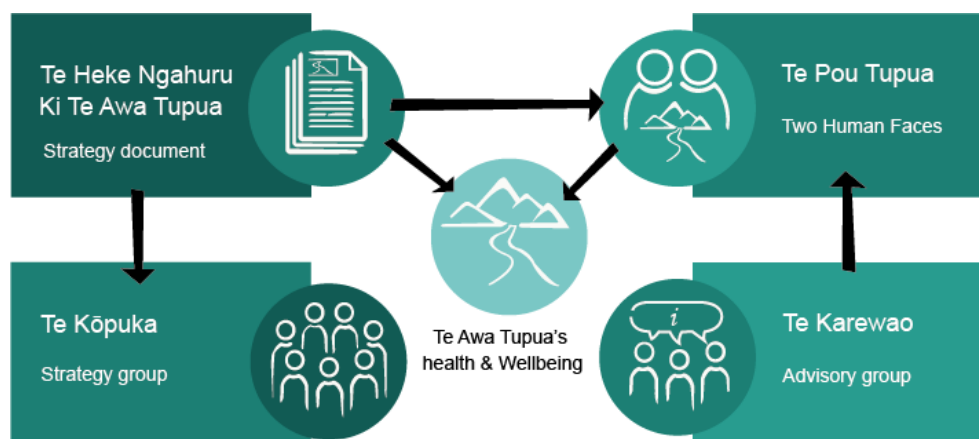 Te Heke Ngahuru
Ki Te Awa Tupua
Strategy document
Te Pou Tupua
Two Human Faces
Te Kōpuka
Strategy group
Te Awa Tupua's
health & Wellbeing
i
Te Karewao
Advisory group